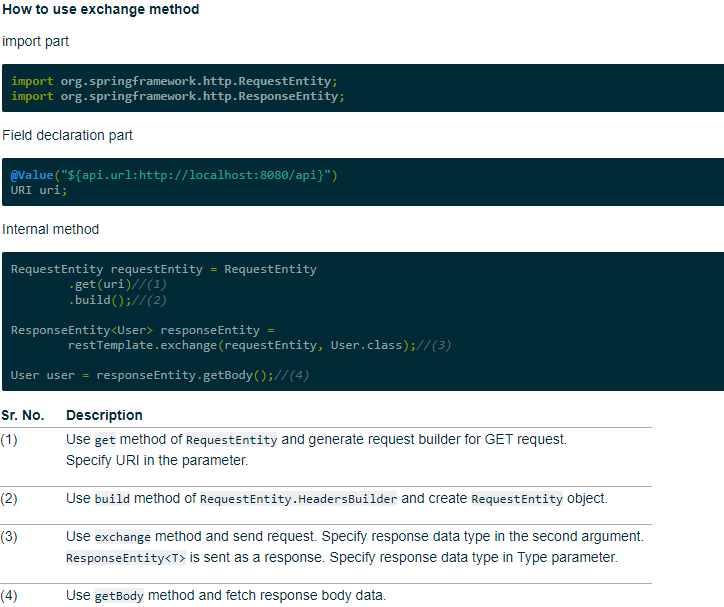 How to use exchange method
import part
import org.springframework.http.RequestEntity;
import org.springframework.http.ResponseEntity;
Field declaration part
@Value("${api.url:http://localhost:8080/api}")
URI uri;
Internal method
RequestEntity requestEntity = RequestEntity
        .get(uri)//(1)
        .build();//(2)
ResponseEntity<User> responseEntity =
        restTemplate.exchange(requestEntity, User.class);//(3)
User user = responseEntity.getBody();//(4)
Sr. No. Description
(1) Use get method of RequestEntity and generate request builder for GET request.
Specify URI in the parameter.
(2) Use build method of RequestEntity.HeadersBuilder and create RequestEntity object.
(3) Use exchange method and send request. Specify response data type in the second argument.
ResponseEntity<T> is sent as a response. Specify response data type in Type parameter.
(4) Use getBody method and fetch response body data.